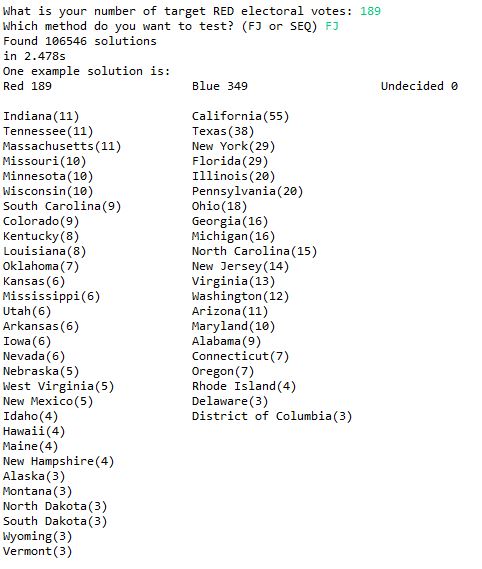 What is your number of target RED electoral votes: 189
Which method do you want to test? (FJ or SEQ) FJ
Found 106546 solutions
in 2.478s
One example solution is:
Red 189 Blue 349 Undecided 0
Indiana(11) California(55)
Tennessee(11) Texas(38)
Massachusetts(11) New York(29)
Missouri(10) Florida(29)
Minnesota(10) Illinois(20)
Wisconsin(10) Pennsylvania(20)
South Carolina(9) Ohio(18)
Colorado(9) Georgia(16)
Kentucky(8) Michigan(16)
Louisiana(8) North Carolina(15)
Oklahoma(7) New Jersey(14)
Kansas(6) Virginia(13)
Mississippi(6) Washington(12)
Utah(6) Arizona(11)
Arkansas(6) Maryland(10)
Iowa(6) Alabama(9)
Nevada(6) Connecticut(7)
Nebraska(5) Oregon(7)
West Virginia(5) Rhode Island(4)
New Mexico(5) Delaware(3)
Idaho(4) District of Columbia(3)
Hawaii(4)
Maine(4)
New Hampshire(4)
Alaska(3)
Montana(3)
North Dakota(3)
South Dakota(3)
Wyoming(3)
Vermont(3)